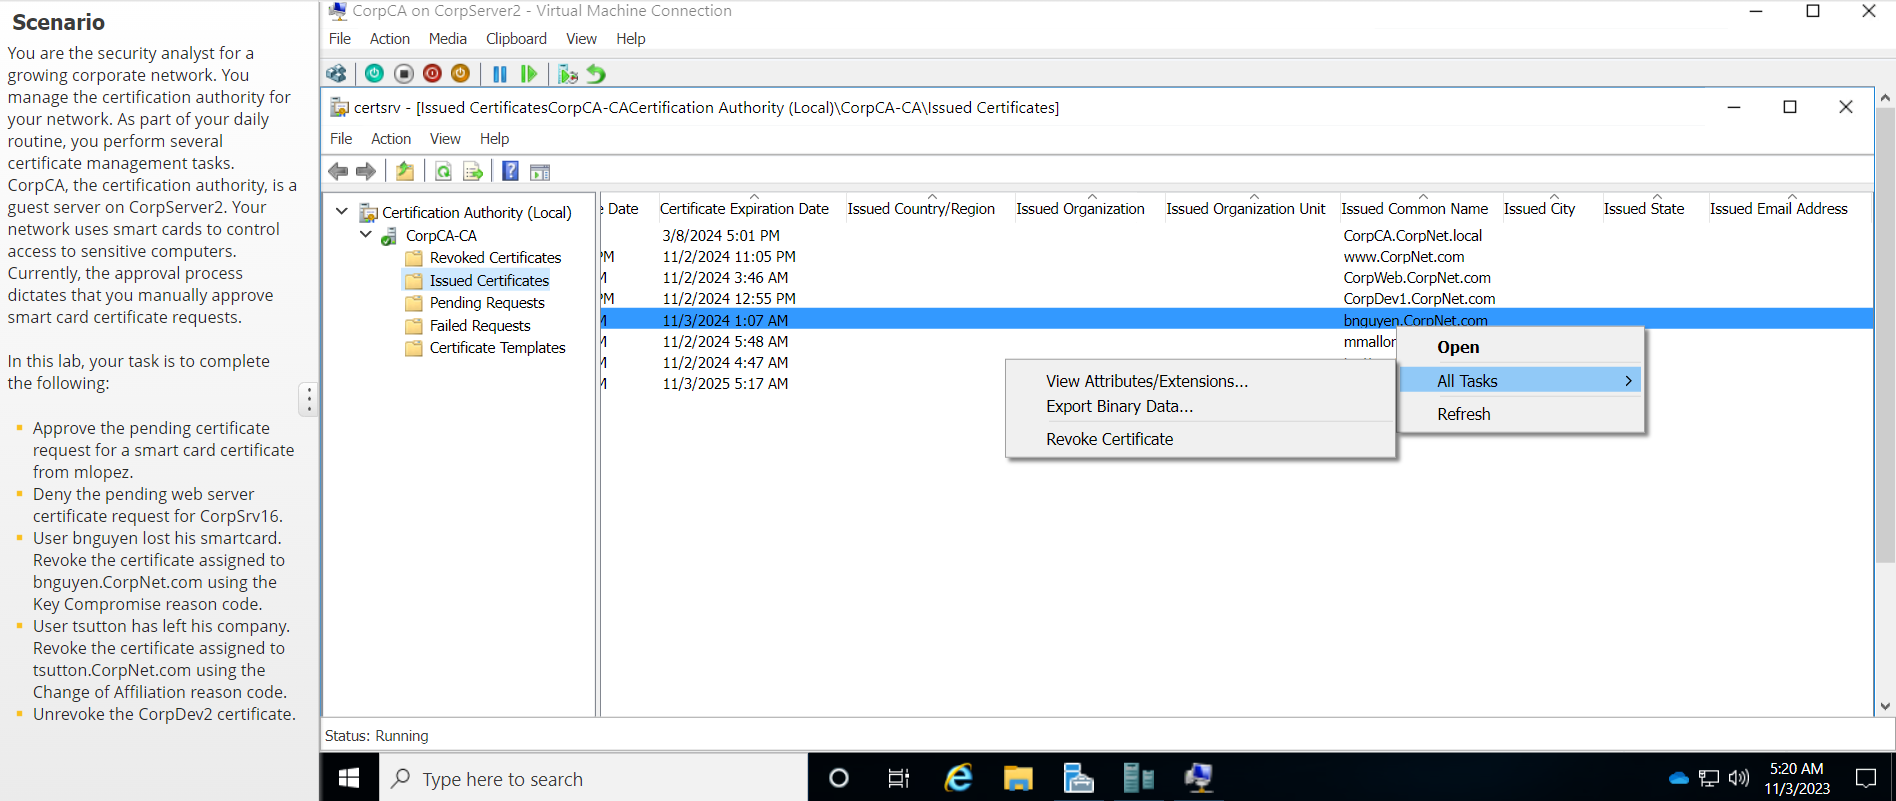 Scenario
You are the security analyst for a
growing corporate network. You
manage the certification authority for
your network. As part of your daily
routine, you perform several
certificate management tasks.
CorpCA, the certification authority, is a
guest server on CorpServer2. Your
network uses smart cards to control
access to sensitive computers.
Currently, the approval process
dictates that you manually approve
smart card certificate requests.
In this lab, your task is to complete
the following:
Approve the pending certificate
request for a smart card certificate
from mlopez.
Deny the pending web server
certificate request for CorpSrv16.
User bnguyen lost his smartcard.
Revoke the certificate assigned to
bnguyen.CorpNet.com using the
Key Compromise reason code.
User tsutton has left his company.
Revoke the certificate assigned to
tsutton.CorpNet.com using the
Change of Affiliation reason code.
Unrevoke the CorpDev2 certificate.
CorpCA on CorpServer2 - Virtual Machine Connection
File Action Media Clipboard View Help
certsrv - [Issued CertificatesCorpCA-CACertification Authority (Local)\CorpCA-CA\Issued Certificates]
File Action View Help
Certification Authority (Local)
CorpCA-CA
Revoked Certificates
Issued Certificates
Pending Requests
Failed Requests
Certificate Templates
Date Certificate Expiration Date Issued Country/Region Issued Organization Issued Organization Unit Issued Common Name Issued City Issued State Issued Email Address
3/8/2024 5:01 PM CorpCA.CorpNet.local
PM 11/2/2024 11:05 PM www.CorpNet.com
11/2/2024 3:46 AM CorpWeb.CorpNet.com
PM 11/2/2024 12:55 PM CorpDev1.CorpNet.com
11/3/2024 1:07 AM bnguyen.CorpNet.com
11/2/2024 5:48 AM mmallor
11/2/2024 4:47 AM
11/3/2025 5:17 AM
Open
All Tasks
Refresh
View Attributes/Extensions...
Export Binary Data...
Revoke Certificate
Status: Running
Type here to search
5:20 AM
11/3/2023